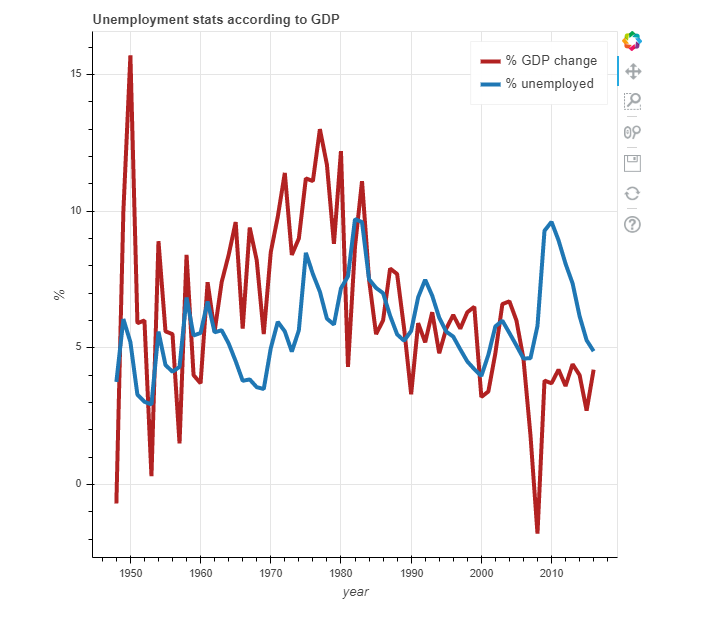 Unemployment stats according to GDP
% GDP change
% unemployed
15
10
5
0
%
1950 1960 1970 1980 1990 2000 2010
year